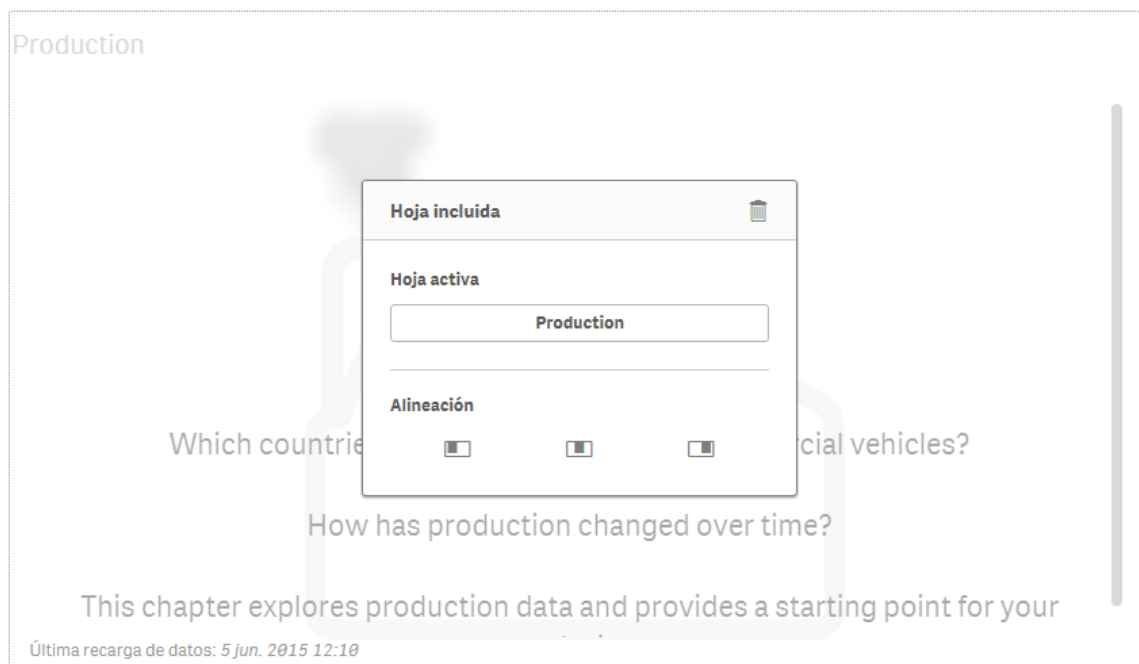 Production
Hoja incluida
Hoja activa
Production
Alineación
Which countrie cial vehicles?
How has production changed over time?
This chapter explores production data and provides a starting point for your
Última recarga de datos: 5 jun. 2015 12:10